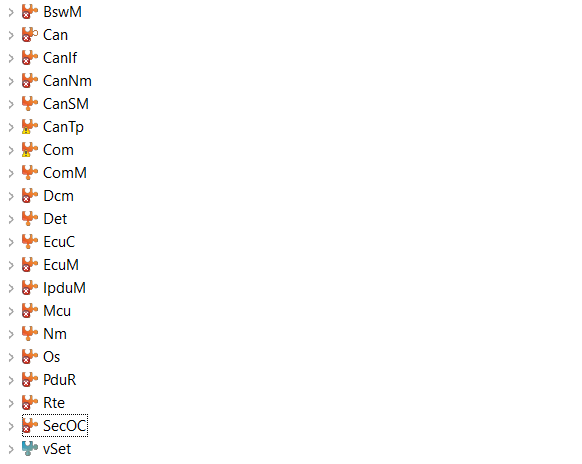 BswM
Can
CanIf
CanNm
CanSM
CanTp
Com
ComM
Dcm
Det
EcuC
EcuM
IpduM
Mcu
Nm
Os
PduR
Rte
SecOC
vSet